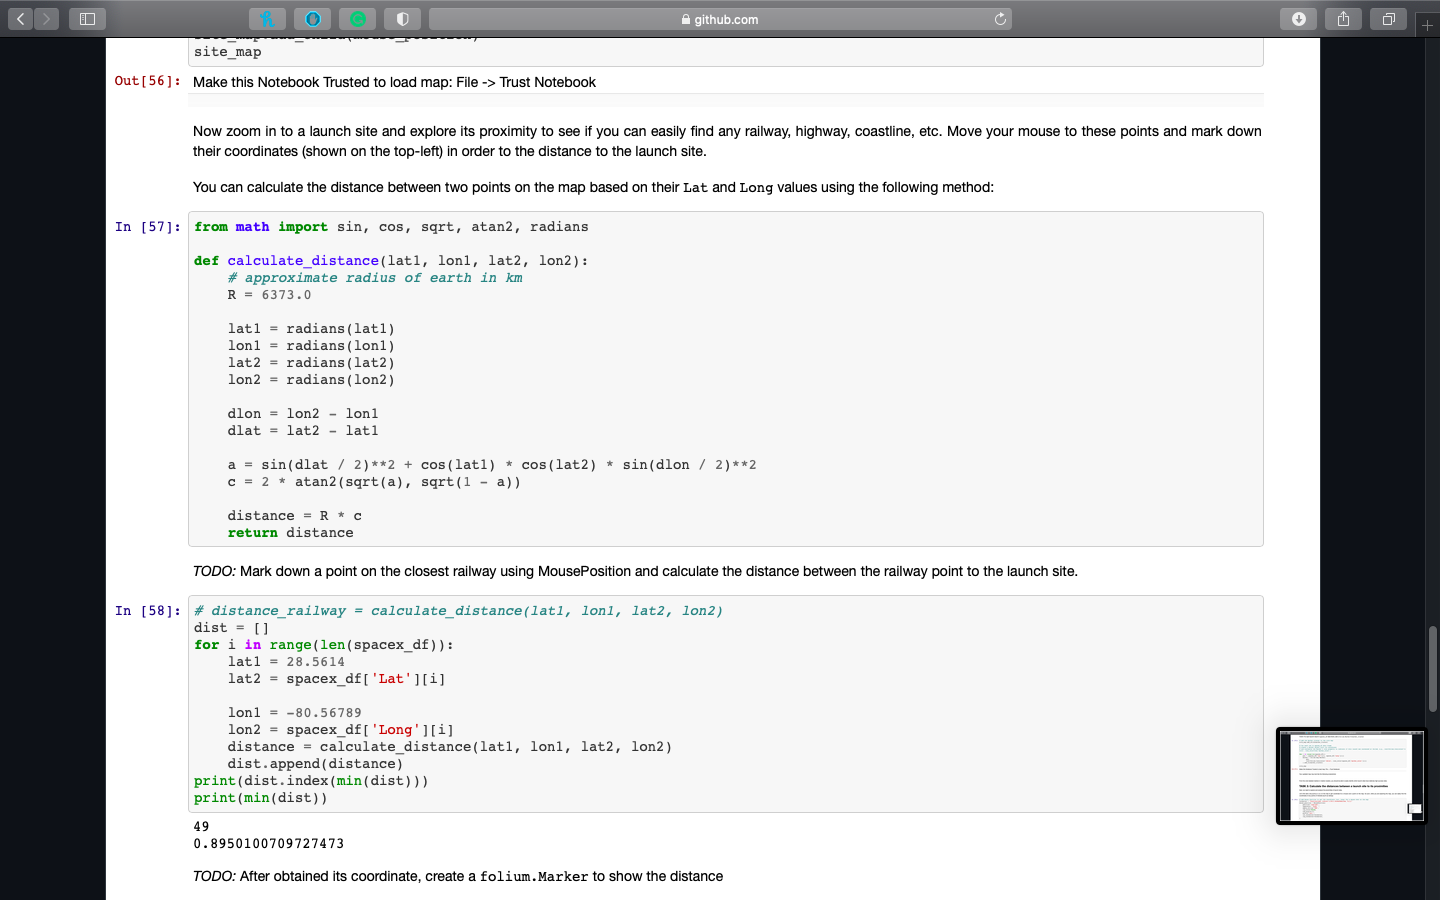 github.com
site_map
Out[56]: Make this Notebook Trusted to load map: File -> Trust Notebook
Now zoom in to a launch site and explore its proximity to see if you can easily find any railway, highway, coastline, etc. Move your mouse to these points and mark down
their coordinates (shown on the top-left) in order to the distance to the launch site.
You can calculate the distance between two points on the map based on their Lat and Long values using the following method:
In [57]: from math import sin, cos, sqrt, atan2, radians
def calculate_distance(lat1, lon1, lat2, lon2):
# approximate radius of earth in km
R = 6373.0
lat1 = radians(lat1)
lon1 = radians(lon1)
lat2 = radians(lat2)
lon2 = radians(lon2)
dlon = lon2 - lon1
dlat = lat2 - lat1
a = sin(dlat / 2)**2 + cos(lat1) * cos(lat2) * sin(dlon / 2)**2
c = 2 * atan2(sqrt(a), sqrt(1 - a))
distance = R * c
return distance
TODO: Mark down a point on the closest railway using MousePosition and calculate the distance between the railway point to the launch site.
In [58]: # distance_railway = calculate_distance(lat1, lon1, lat2, lon2)
dist = []
for i in range(len(spacex_df)):
lat1 = 28.5614
lat2 = spacex_df['Lat'][i]
lon1 = -80.56789
lon2 = spacex_df['Long'][i]
distance = calculate_distance(lat1, lon1, lat2, lon2)
dist.append(distance)
print(dist.index(min(dist)))
print(min(dist))
49
0.8950100709727473
TODO: After obtained its coordinate, create a folium.Marker to show the distance